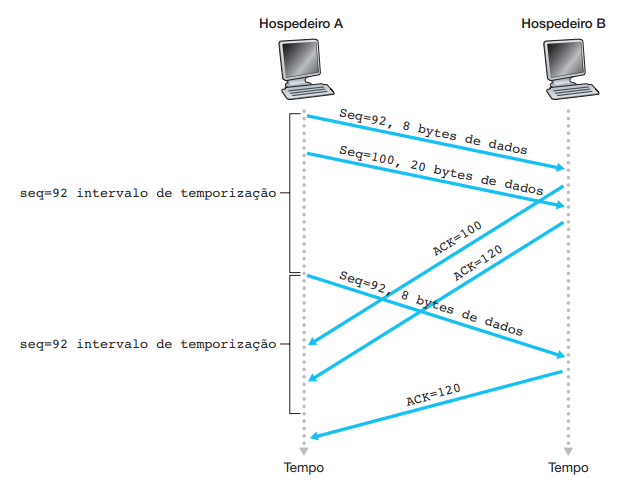 Hospedeiro A
Hospedeiro B
Seq=92, 8 bytes de dados
Seq=100, 20 bytes de dados
seq=92 intervalo de temporização
ACK=100
ACK=120
Seq=92, 8 bytes de dados
seq=92 intervalo de temporização
ACK=120
Tempo
Tempo